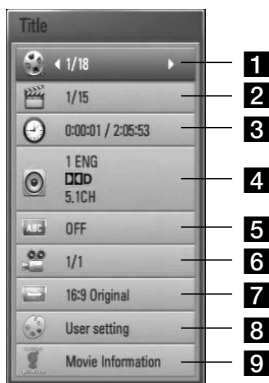 Title
1/18
1
1/15
2
0:00:01 / 2:05:53
3
1 ENG
D
5.1CH
4
ABC
OFF
5
1/1
6
16:9 Original
7
User setting
8
Movie Information
9